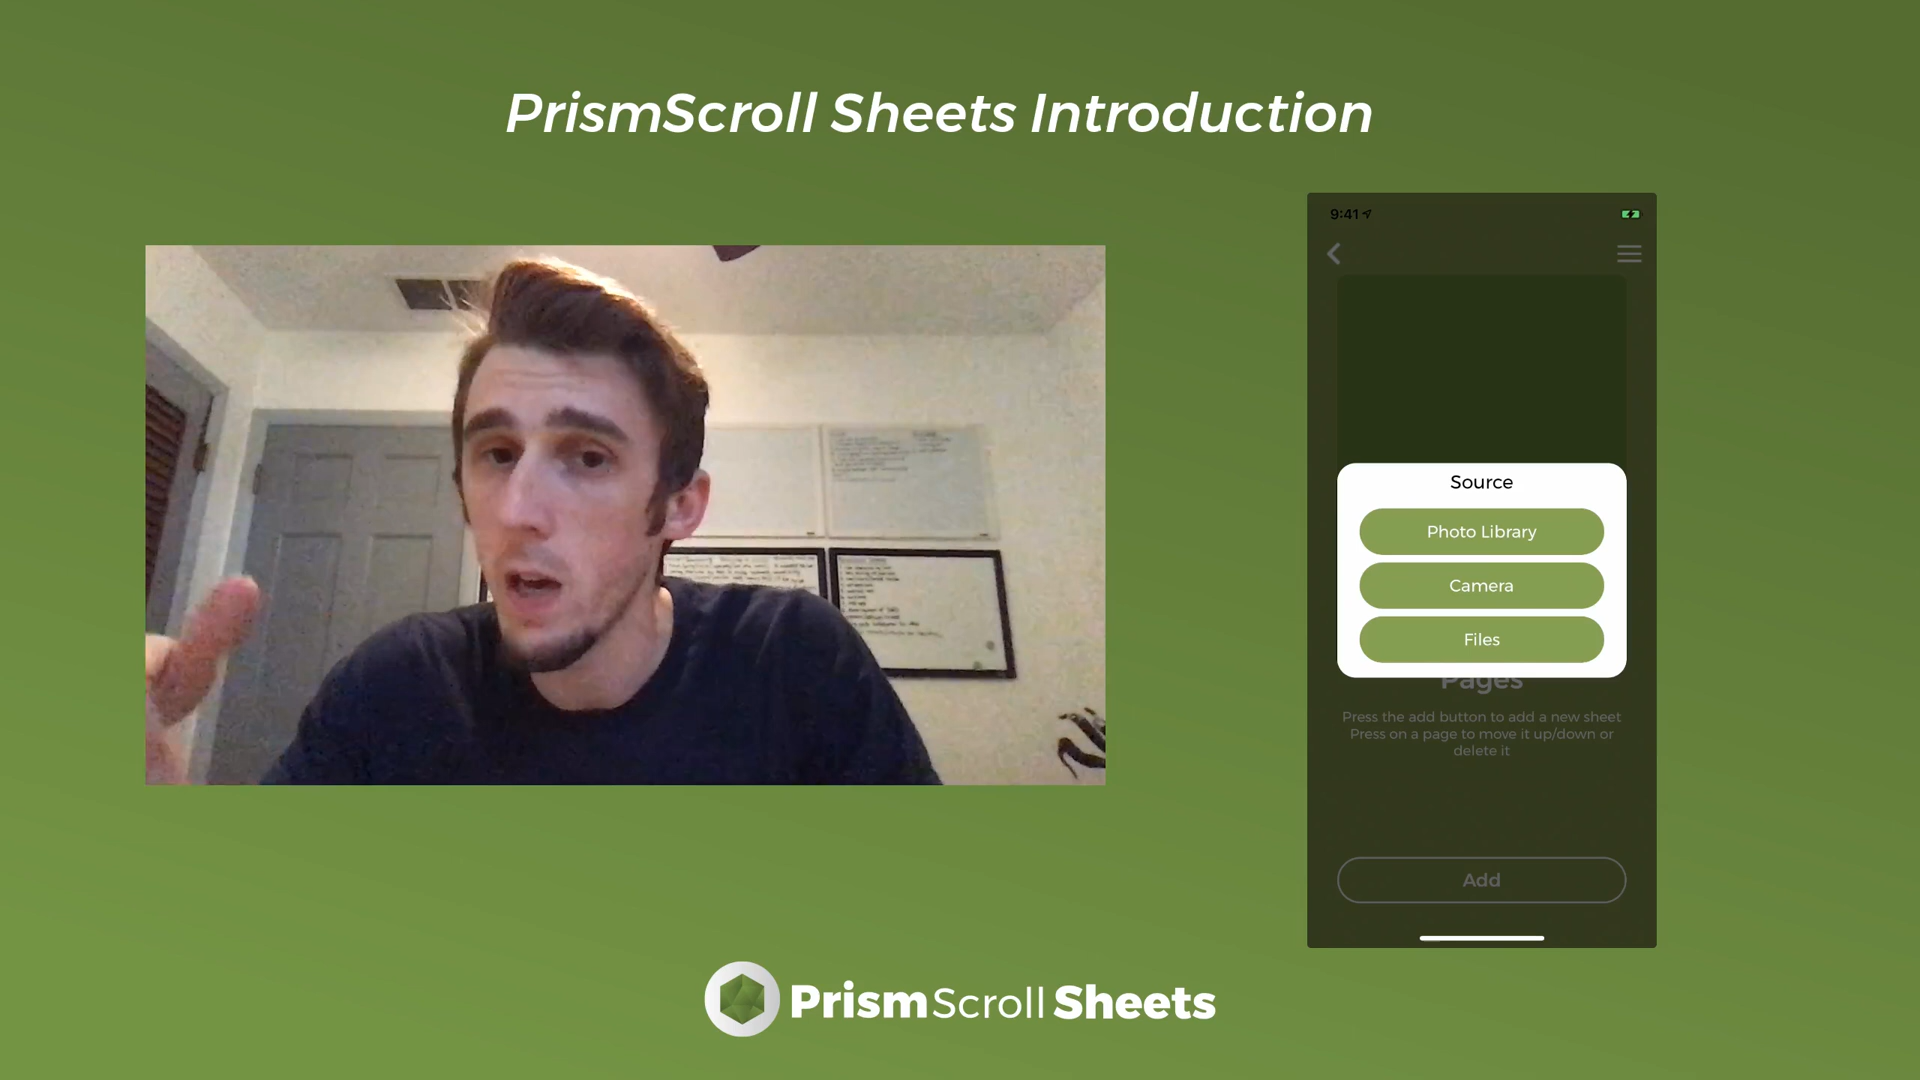 PrismScroll Sheets Introduction
9:41
Source
Photo Library
Camera
Files
Pages
Press the add button to add a new sheet
Press on a page to move it up/down or
delete it
Add
PrismScroll Sheets